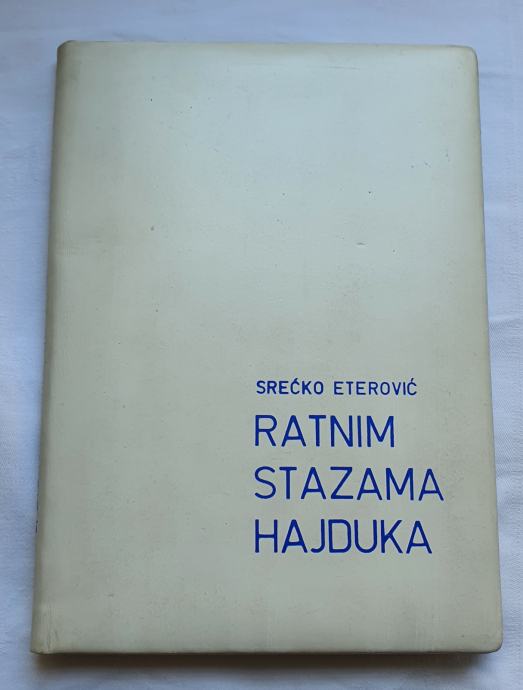 SREĆKO ETEROVIĆ
RATNIM
STAZAMA
HAJDUKA